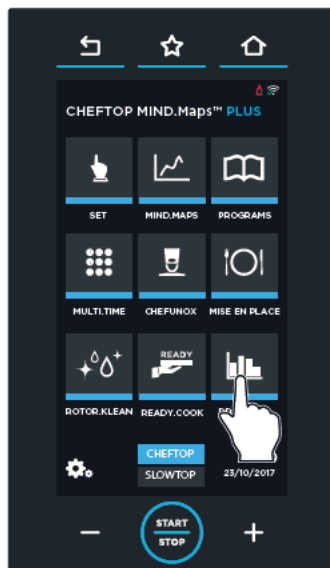 CHEFTOP MIND.Maps™ PLUS
SET
MIND.MAPS
PROGRAMS
MULTI.TIME
CHEFUNOX
MISE EN PLACE
READY
ROTOR.KLEAN
READY.COOK
CHEFTOP
SLOWTOP
23/10/2017
START
STOP